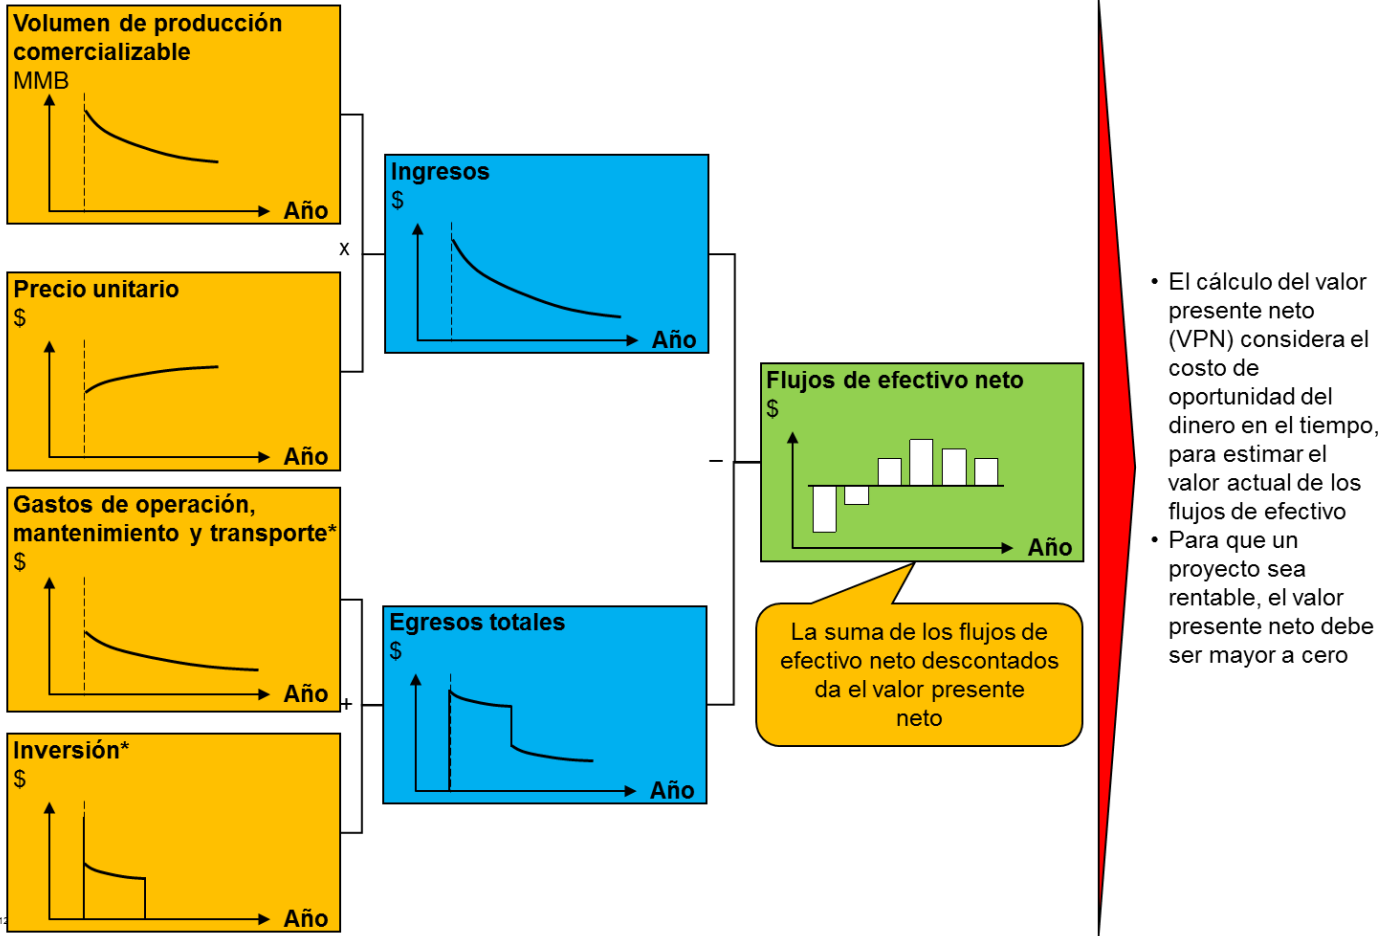 Volumen de producción
comercializable
MMB
Año
x
Precio unitario
$
Año
Gastos de operación,
mantenimiento y transporte*
$
Año
+
Inversión*
$
Año
12
Ingresos
$
Año
Egresos totales
$
Año
–
Flujos de efectivo neto
$
Año
La suma de los flujos de
efectivo neto descontados
da el valor presente
neto
• El cálculo del valor
presente neto
(VPN) considera el
costo de
oportunidad del
dinero en el tiempo,
para estimar el
valor actual de los
flujos de efectivo
• Para que un
proyecto sea
rentable, el valor
presente neto debe
ser mayor a cero